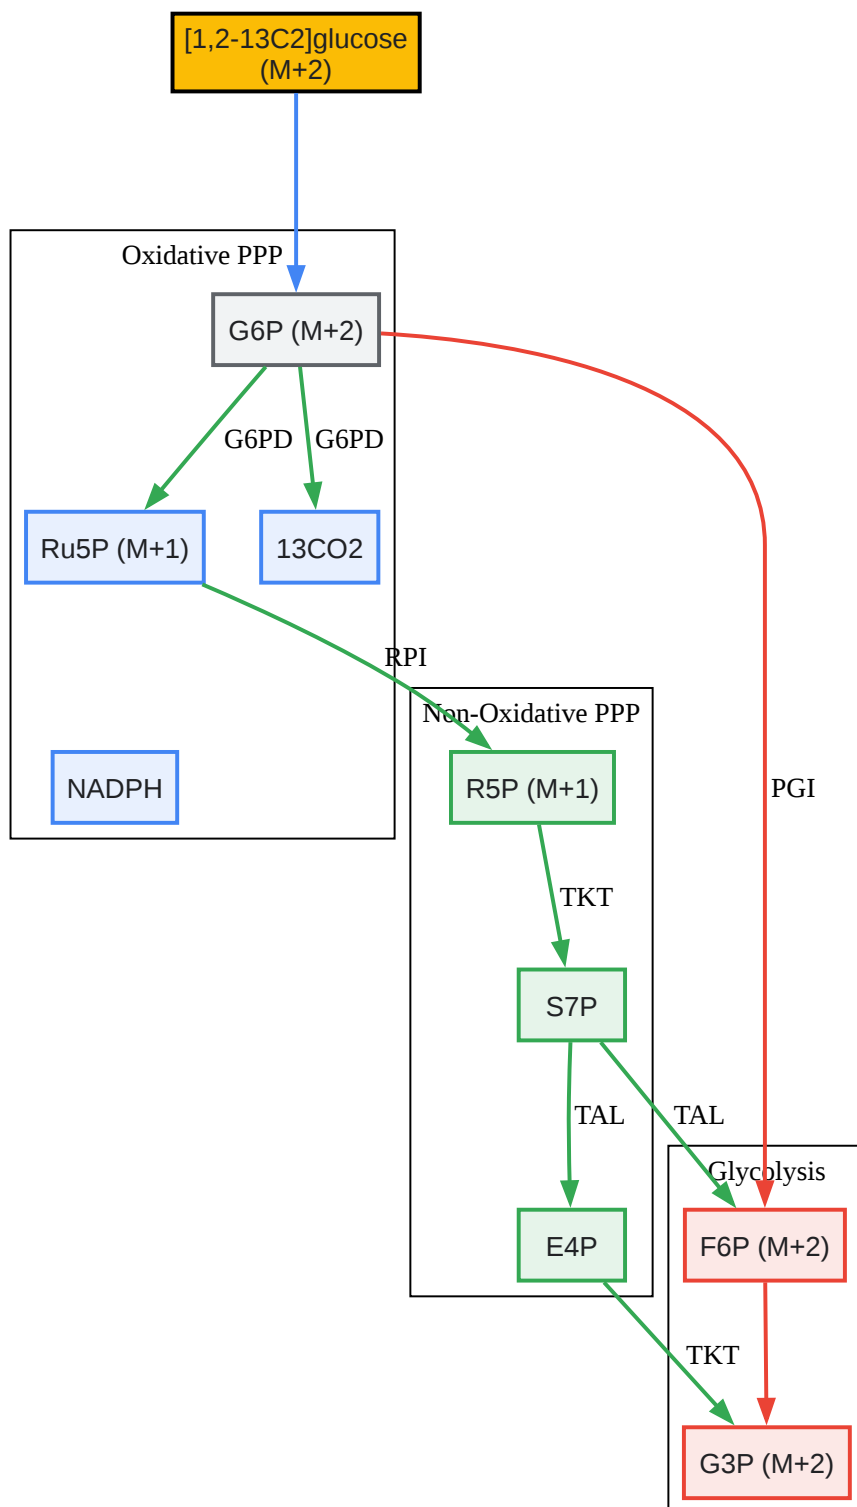 [1,2-13C2]glucose
(M+2)
Oxidative PPP
G6P (M+2)
G6PD
G6PD
Ru5P (M+1)
13CO2
RPI
Non-Oxidative PPP
NADPH
R5P (M+1)
PGI
TKT
S7P
TAL
TAL
Glycolysis
E4P
F6P (M+2)
TKT
G3P (M+2)